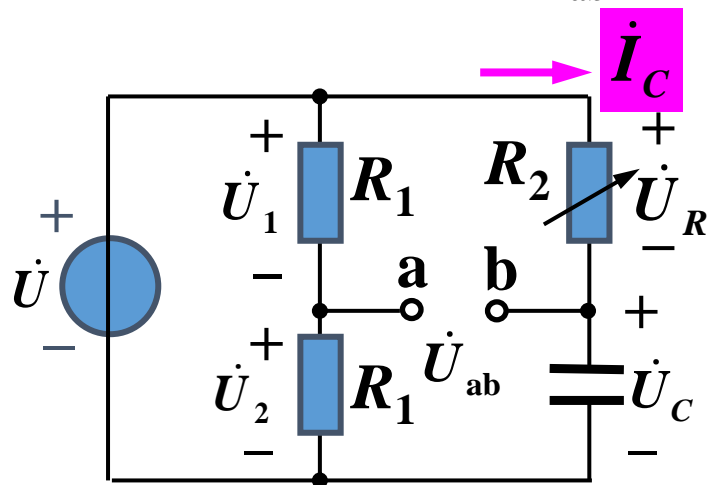 İ_C
+
+
R₁
R₂
U̇₁
U̇_R
+
−
−
a
b
U̇
+
+
−
U̇_ab
U̇₂
R₁
U̇_C
−
−